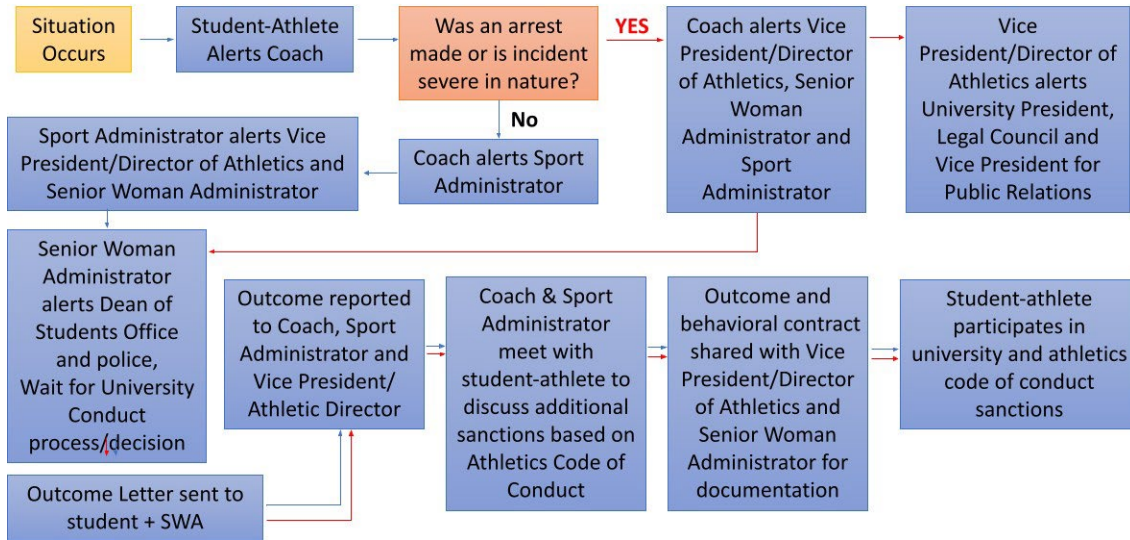 Situation
Occurs
Student-Athlete
Alerts Coach
Was an arrest
made or is incident
severe in nature?
YES
No
Coach alerts Vice
President/Director
of Athletics, Senior
Woman
Administrator and
Sport
Administrator
Vice
President/Director of
Athletics alerts
University President,
Legal Council and
Vice President for
Public Relations
Coach alerts Sport
Administrator
Sport Administrator alerts Vice
President/Director of Athletics and
Senior Woman Administrator
Senior Woman
Administrator
alerts Dean of
Students Office
and police,
Wait for University
Conduct
process/decision
Outcome Letter sent to
student + SWA
Outcome reported
to Coach, Sport
Administrator and
Vice President/
Athletic Director
Coach & Sport
Administrator
meet with
student-athlete to
discuss additional
sanctions based on
Athletics Code of
Conduct
Outcome and
behavioral contract
shared with Vice
President/Director
of Athletics and
Senior Woman
Administrator for
documentation
Student-athlete
participates in
university and athletics
code of conduct
sanctions